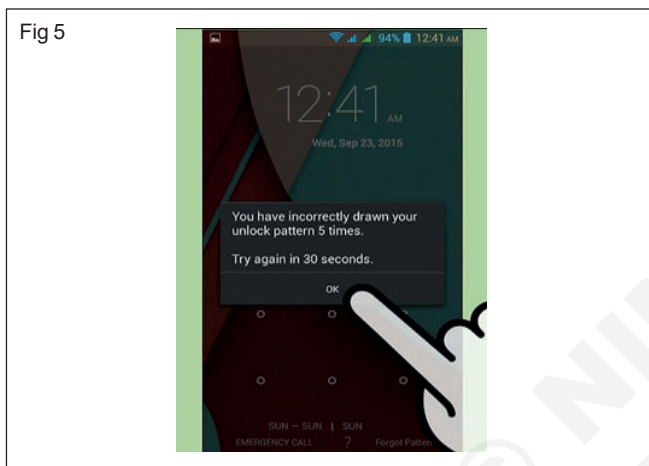 Fig 5
94% 12:41 AM
12:41 AM
Wed, Sep 23, 2015
You have incorrectly drawn your
unlock pattern 5 times.
Try again in 30 seconds.
OK
SUN — SUN | SUN
EMERGENCY CALL ? Forgot Pattern
© NI